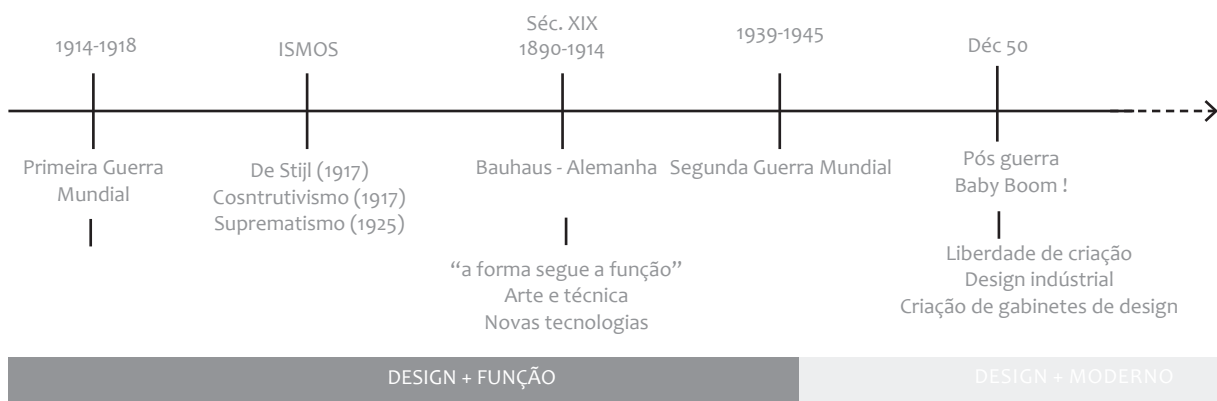 1914-1918
ISMOS
Séc. XIX
1890-1914
1939-1945
Déc 50
Primeira Guerra
Mundial
De Stijl (1917)
Cosntrutivismo (1917)
Suprematismo (1925)
Bauhaus - Alemanha
Segunda Guerra Mundial
Pós guerra
Baby Boom !
“a forma segue a função”
Arte e técnica
Novas tecnologias
Liberdade de criação
Design indústrial
Criação de gabinetes de design
DESIGN + FUNÇÃO
DESIGN + MODERNO